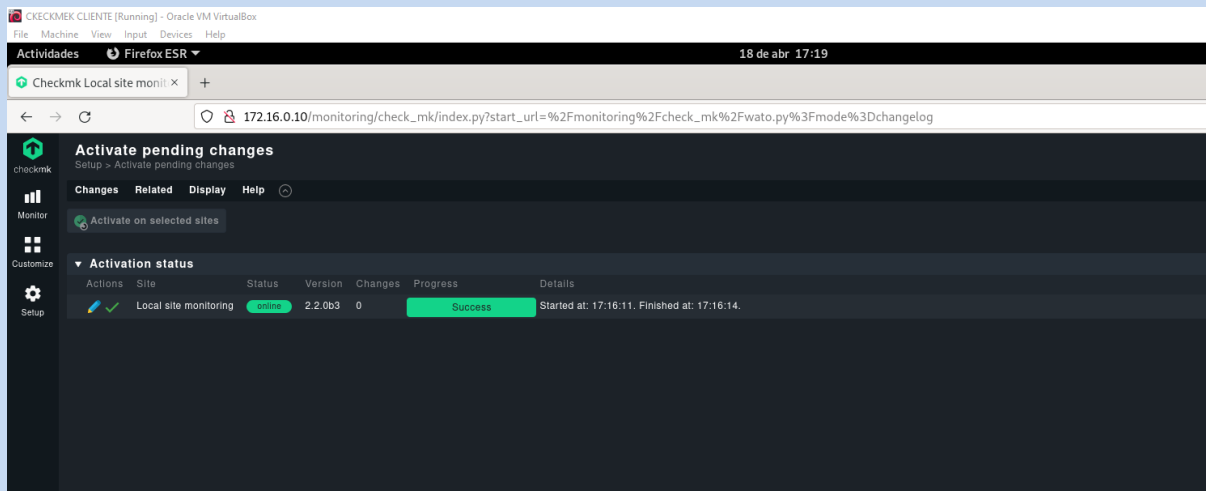 CKECKMEK CLIENTE [Running] - Oracle VM VirtualBox
File Machine View Input Devices Help
Actividades Firefox ESR 18 de abr 17:19
Checkmk Local site monit × +
172.16.0.10/monitoring/check_mk/index.py?start_url=%2Fmonitoring%2Fcheck_mk%2Fwato.py%3Fmode%3Dchangelog
checkmk
Monitor
Customize
Setup
Activate pending changes
Setup > Activate pending changes
Changes Related Display Help
Activate on selected sites
Activation status
Actions Site Status Version Changes Progress Details
Local site monitoring online 2.2.0b3 0 Success Started at: 17:16:11. Finished at: 17:16:14.